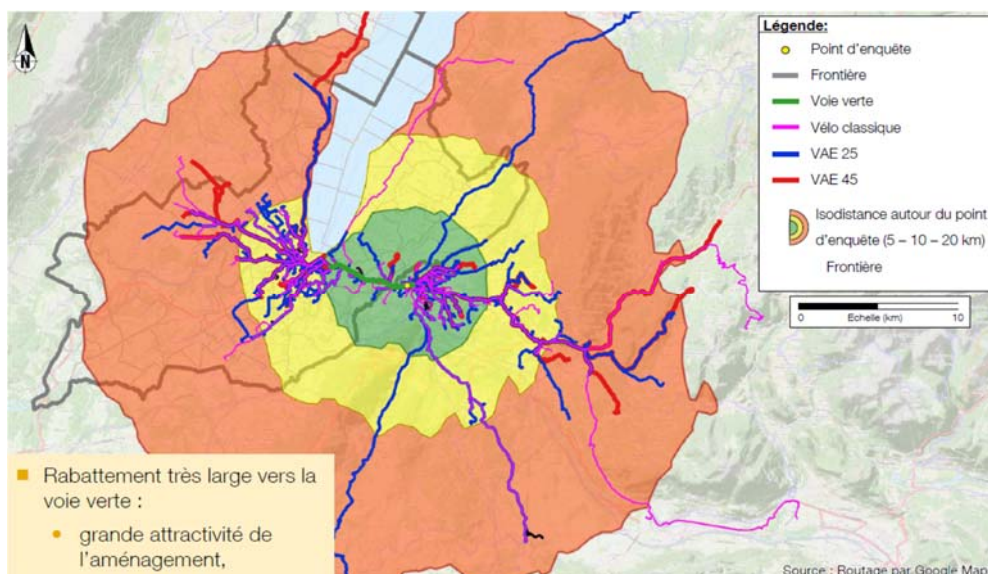 N
Légende:
Point d'enquête
Frontière
Voie verte
Vélo classique
VAE 25
VAE 45
Isodistance autour du point
d'enquête (5 – 10 – 20 km)
Frontière
0 10
Echelle (km)
Rabattement très large vers la
voie verte :
grande attractivité de
l'aménagement,
Source : Routage par Google Map